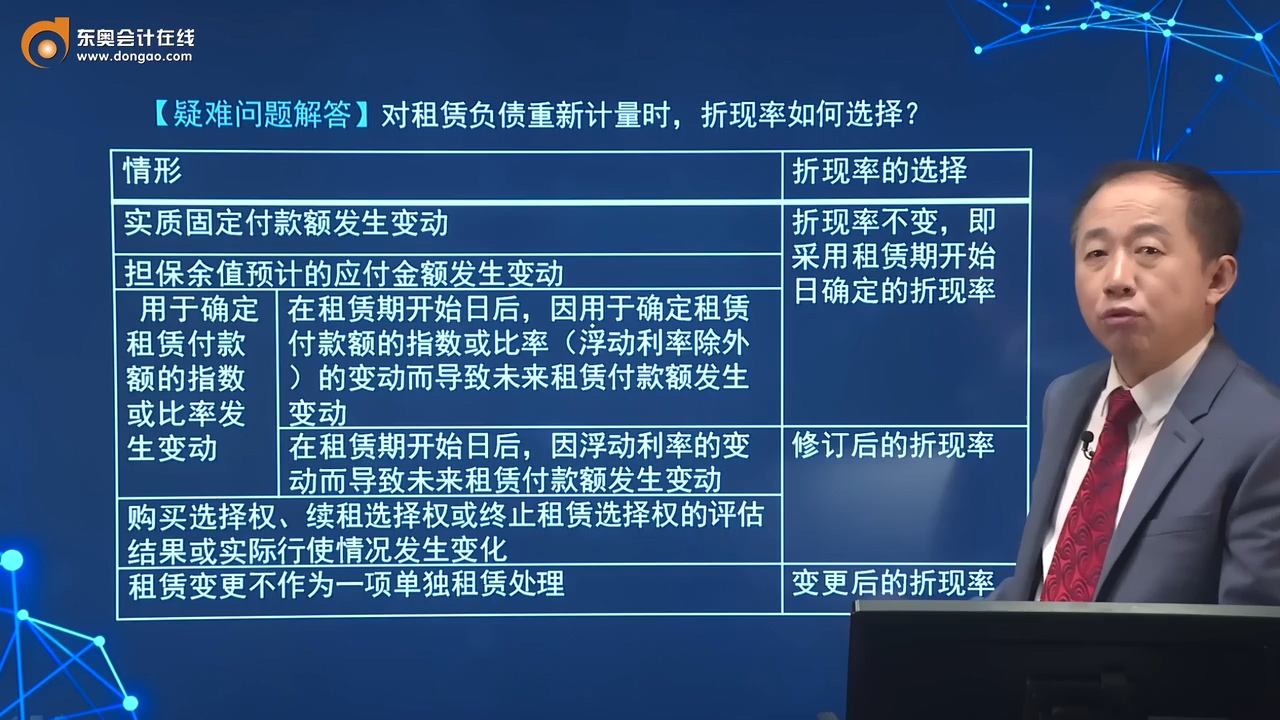 东奥会计在线
www.dongao.com
【疑难问题解答】对租赁负债重新计量时，折现率如何选择？
情形
折现率的选择
实质固定付款额发生变动
折现率不变，即
采用租赁期开始
日确定的折现率
担保余值预计的应付金额发生变动
用于确定
租赁付款
额的指数
或比率发
生变动
在租赁期开始日后，因用于确定租赁
付款额的指数或比率（浮动利率除外
）的变动而导致未来租赁付款额发生
变动
在租赁期开始日后，因浮动利率的变
动而导致未来租赁付款额发生变动
修订后的折现率
购买选择权、续租选择权或终止租赁选择权的评估
结果或实际行使情况发生变化
租赁变更不作为一项单独租赁处理
变更后的折现率